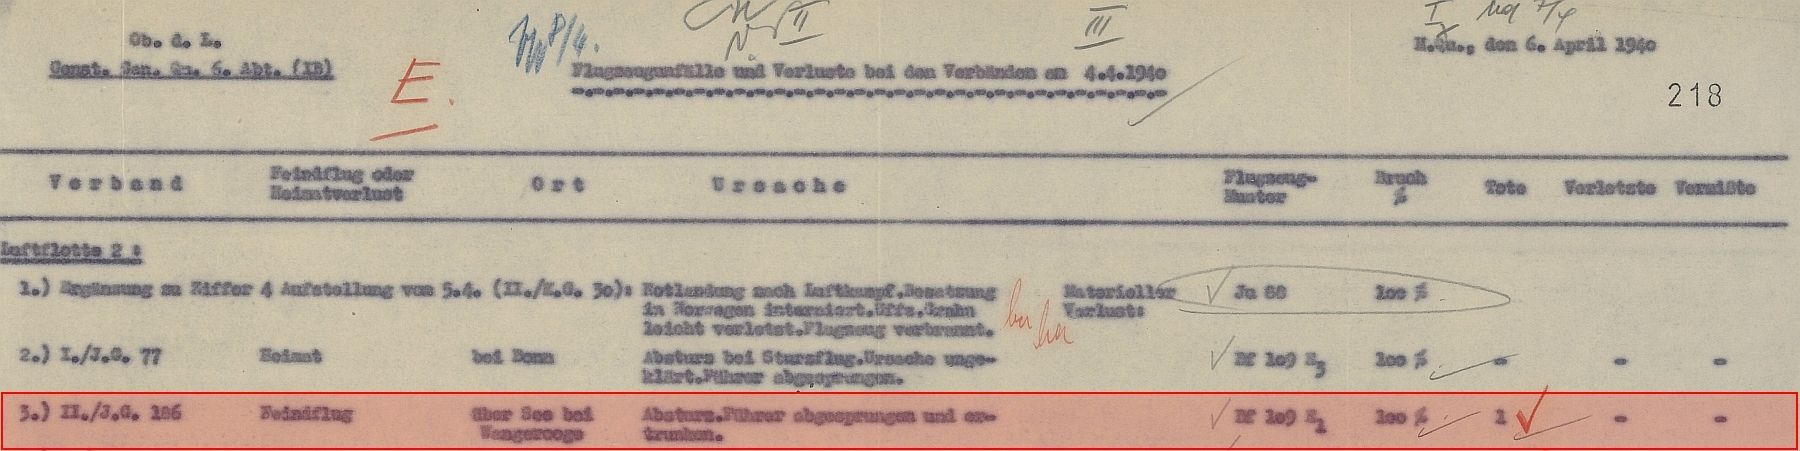 Ob. d. L.
Genst. Gen. Qu. 6. Abt. (IB)
E.
8/4.
II
III
H.Qu., den 6. April 1940
Flugzeugunfälle und Verluste bei den Verbänden am 4.4.1940
218
Verband Feindflug oder Heimatverlust Ort Ursache Flugzeug-Muster Bruch % Tote Verletzte Vermißte
Luftflotte 2 :
1.) Ergänzung zu Ziffer 4 Aufstellung vom 5.4. (II./K.G. 30): Notlandung nach Luftkampf.Besatzung Materieller Ju 88 100 %
in Norwegen interniert.Uffz. Verlust:
leicht verletzt.Flugzeug verbrannt.
2.) I./J.G. 77 Heimat bei Bonn Absturz bei Sturzflug.Ursache unge- Bf 109 E3 100 % - - -
klärt.Führer abgesprungen.
3.) II./J.G. 186 Feindflug über See bei Absturz.Führer abgesprungen und er- Bf 109 E1 100 % 1 - -
Wangerooge trunken.